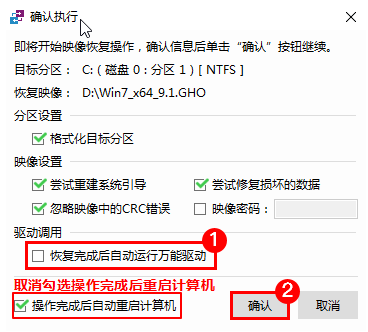 确认执行
即将开始映像恢复操作，确认信息后单击“确认”按钮继续。
目标分区： C:（磁盘 0：分区 1）[ NTFS ]
恢复映像： D:\Win7_x64_9.1.GHO
分区设置
格式化目标分区
映像设置
尝试重建系统引导 尝试修复损坏的数据
忽略映像中的CRC错误 映像密码：
驱动调用
恢复完成后自动运行万能驱动 1
取消勾选操作完成后重启计算机
操作完成后自动重启计算机 确认 2 取消